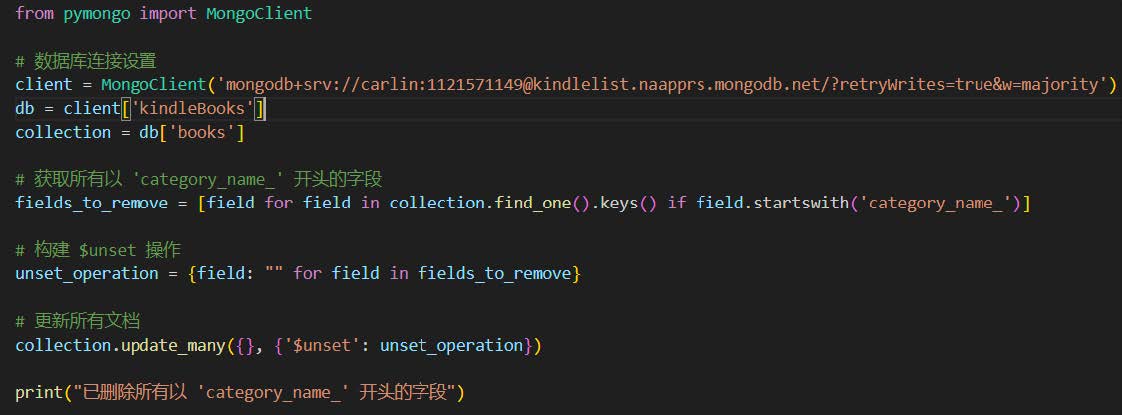 from pymongo import MongoClient
# 数据库连接设置
client = MongoClient('mongodb+srv://carlin:1121571149@kindlelist.naapprs.mongodb.net/?retryWrites=true&w=majority')
db = client['kindleBooks']
collection = db['books']
# 获取所有以 'category_name_' 开头的字段
fields_to_remove = [field for field in collection.find_one().keys() if field.startswith('category_name_')]
# 构建 $unset 操作
unset_operation = {field: "" for field in fields_to_remove}
# 更新所有文档
collection.update_many({}, {'$unset': unset_operation})
print("已删除所有以 'category_name_' 开头的字段")